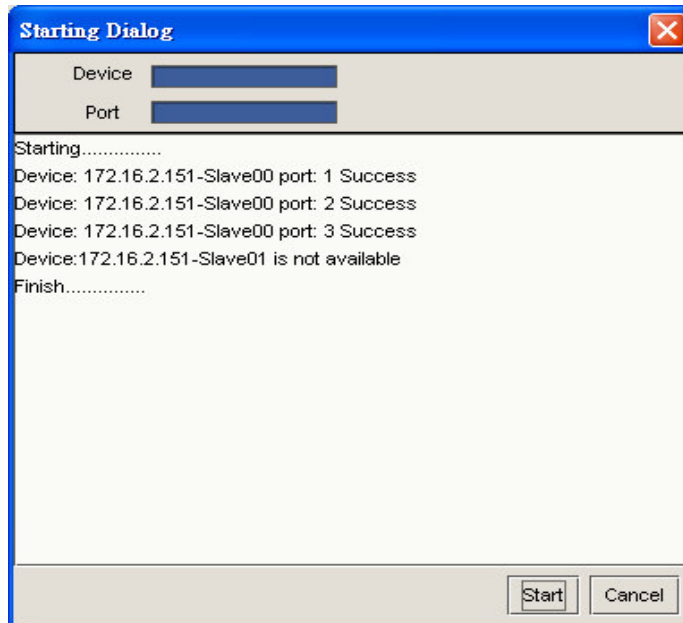 Starting Dialog
Device
Port
Starting...............
Device: 172.16.2.151-Slave00 port: 1 Success
Device: 172.16.2.151-Slave00 port: 2 Success
Device: 172.16.2.151-Slave00 port: 3 Success
Device:172.16.2.151-Slave01 is not available
Finish...............
Start Cancel